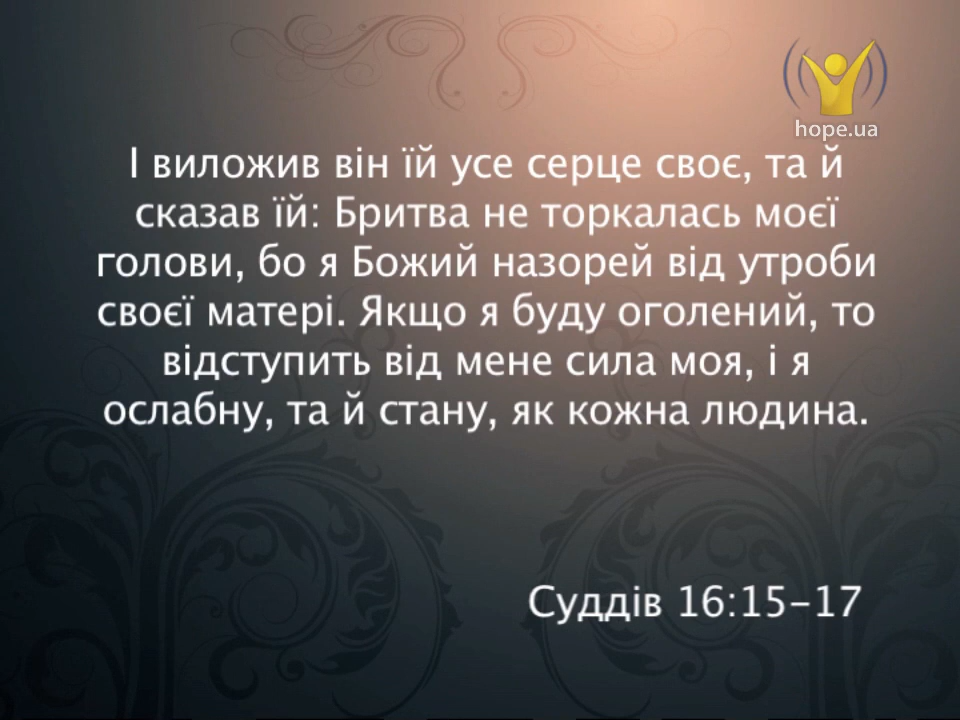 hope.ua
І виложив він їй усе серце своє, та й
сказав їй: Бритва не торкалась моєї
голови, бо я Божий назорей від утроби
своєї матері. Якщо я буду оголений, то
відступить від мене сила моя, і я
ослабну, та й стану, як кожна людина.
Суддів 16:15-17